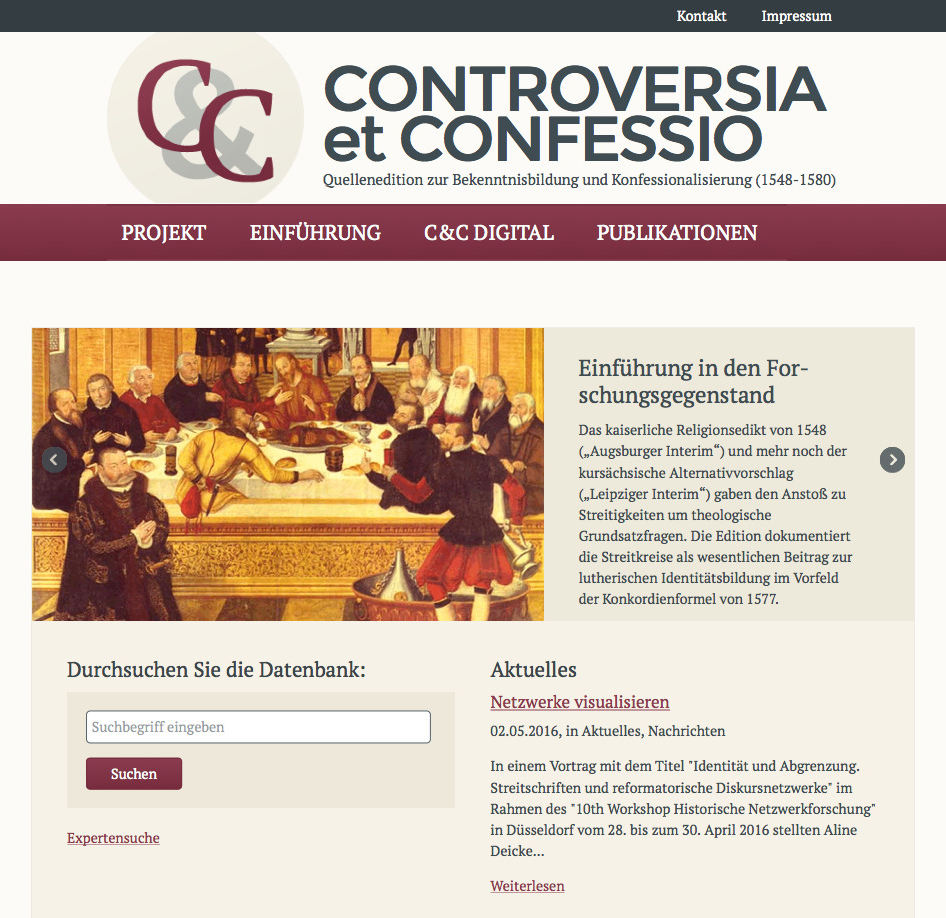 Kontakt Impressum
C&C
CONTROVERSIA
et CONFESSIO
Quellenedition zur Bekenntnisbildung und Konfessionalisierung (1548-1580)
PROJEKT EINFÜHRUNG C&C DIGITAL PUBLIKATIONEN
Einführung in den For-
schungsgegenstand
Das kaiserliche Religionsedikt von 1548
(„Augsburger Interim“) und mehr noch der
kursächsische Alternativvorschlag
(„Leipziger Interim“) gaben den Anstoß zu
Streitigkeiten um theologische
Grundsatzfragen. Die Edition dokumentiert
die Streitkreise als wesentlichen Beitrag zur
lutherischen Identitätsbildung im Vorfeld
der Konkordienformel von 1577.
Durchsuchen Sie die Datenbank:
Suchbegriff eingeben
Suchen
Expertensuche
Aktuelles
Netzwerke visualisieren
02.05.2016, in Aktuelles, Nachrichten
In einem Vortrag mit dem Titel "Identität und Abgrenzung.
Streitschriften und reformatorische Diskursnetzwerke" im
Rahmen des "10th Workshop Historische Netzwerkforschung"
in Düsseldorf vom 28. bis zum 30. April 2016 stellten Aline
Deicke...
Weiterlesen